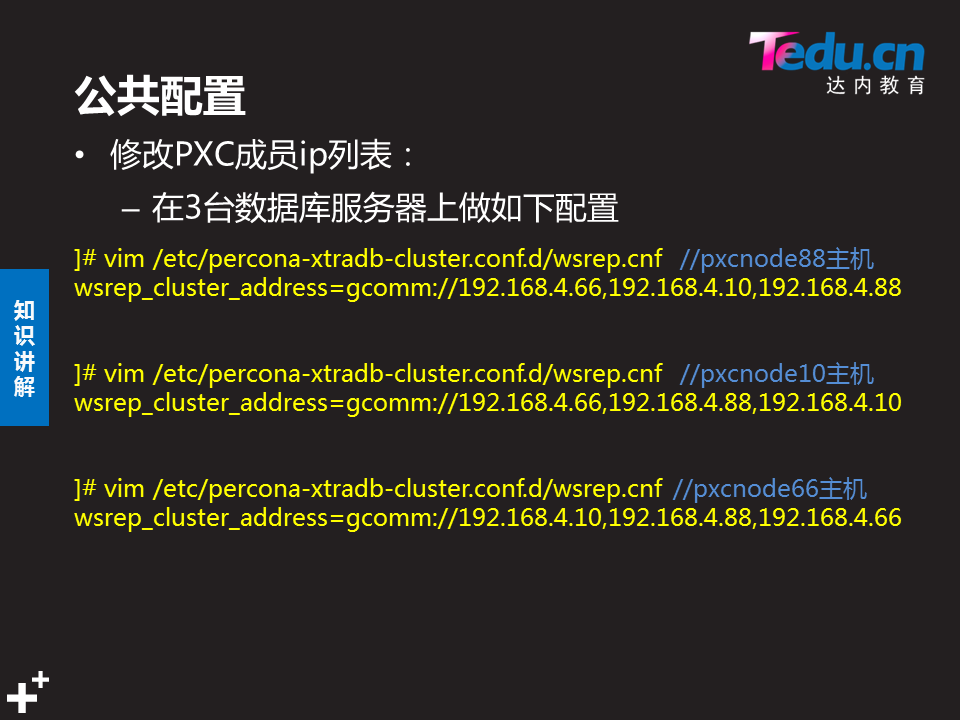 Tedu.cn
达内教育
公共配置
• 修改PXC成员ip列表：
– 在3台数据库服务器上做如下配置
]# vim /etc/percona-xtradb-cluster.conf.d/wsrep.cnf //pxcnode88主机
wsrep_cluster_address=gcomm://192.168.4.66,192.168.4.10,192.168.4.88
]# vim /etc/percona-xtradb-cluster.conf.d/wsrep.cnf //pxcnode10主机
wsrep_cluster_address=gcomm://192.168.4.66,192.168.4.88,192.168.4.10
]# vim /etc/percona-xtradb-cluster.conf.d/wsrep.cnf //pxcnode66主机
wsrep_cluster_address=gcomm://192.168.4.10,192.168.4.88,192.168.4.66
知识讲解